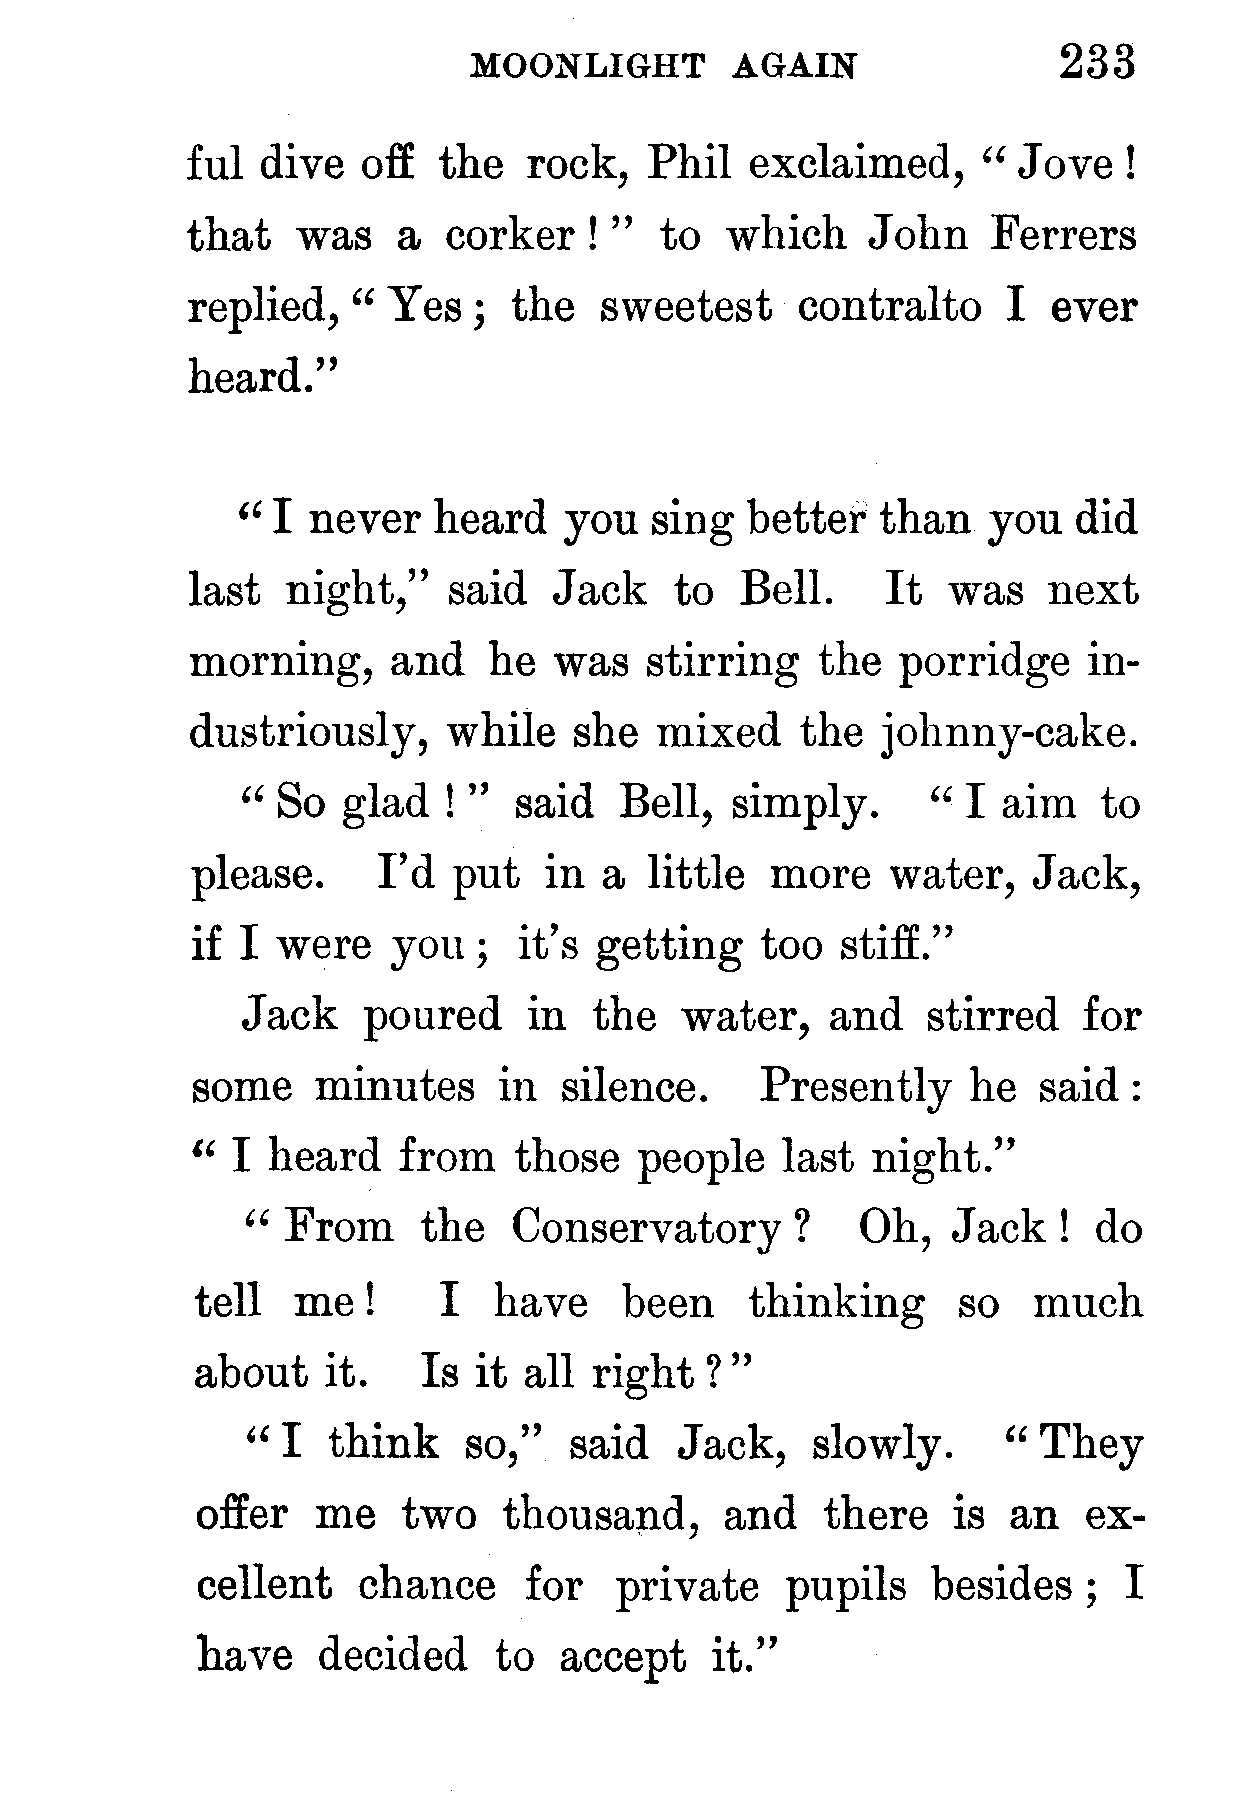 MOONLIGHT AGAIN 233
ful dive off the rock, Phil exclaimed, “Jove!
that was a corker!” to which John Ferrers
replied, “Yes; the sweetest contralto I ever
heard.”
“I never heard you sing better than you did
last night,” said Jack to Bell. It was next
morning, and he was stirring the porridge in-
dustriously, while she mixed the johnny-cake.
“So glad!” said Bell, simply. “I aim to
please. I’d put in a little more water, Jack,
if I were you; it’s getting too stiff.”
Jack poured in the water, and stirred for
some minutes in silence. Presently he said:
“I heard from those people last night.”
“From the Conservatory? Oh, Jack! do
tell me! I have been thinking so much
about it. Is it all right?”
“I think so,” said Jack, slowly. “They
offer me two thousand, and there is an ex-
cellent chance for private pupils besides; I
have decided to accept it.”